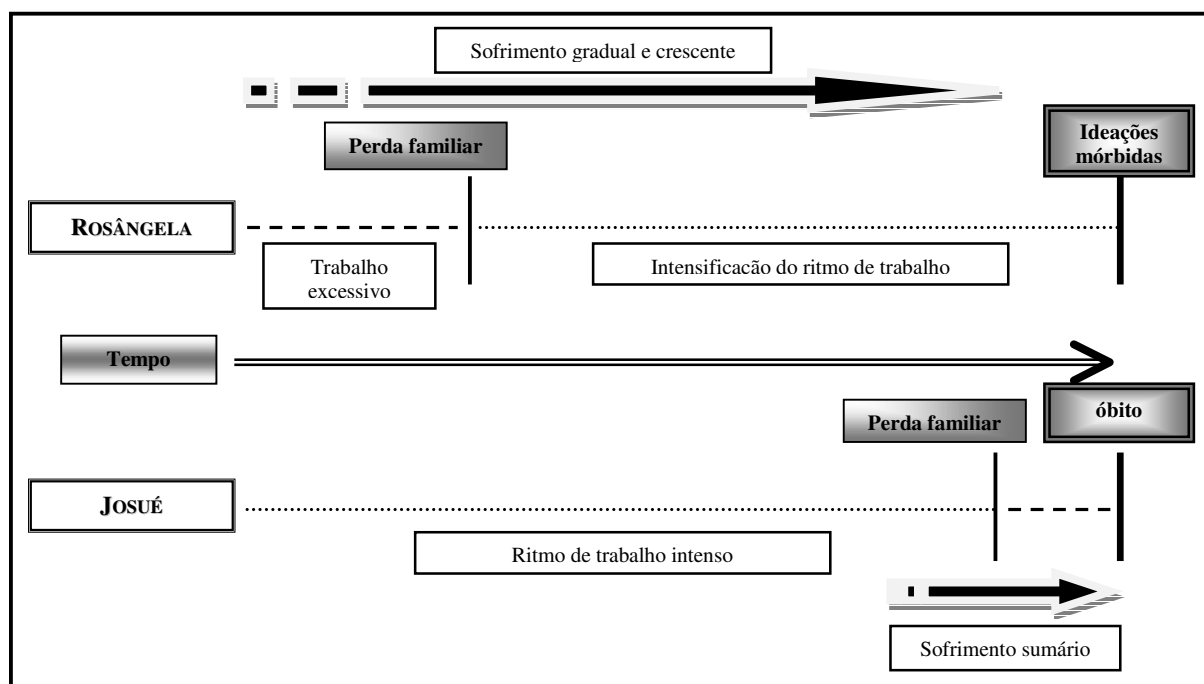 Sofrimento gradual e crescente
Perda familiar
Ideações
mórbidas
ROSÂNGELA
Trabalho
excessivo
Intensificacão do ritmo de trabalho
Tempo
Perda familiar
óbito
JOSUÉ
Ritmo de trabalho intenso
Sofrimento sumário